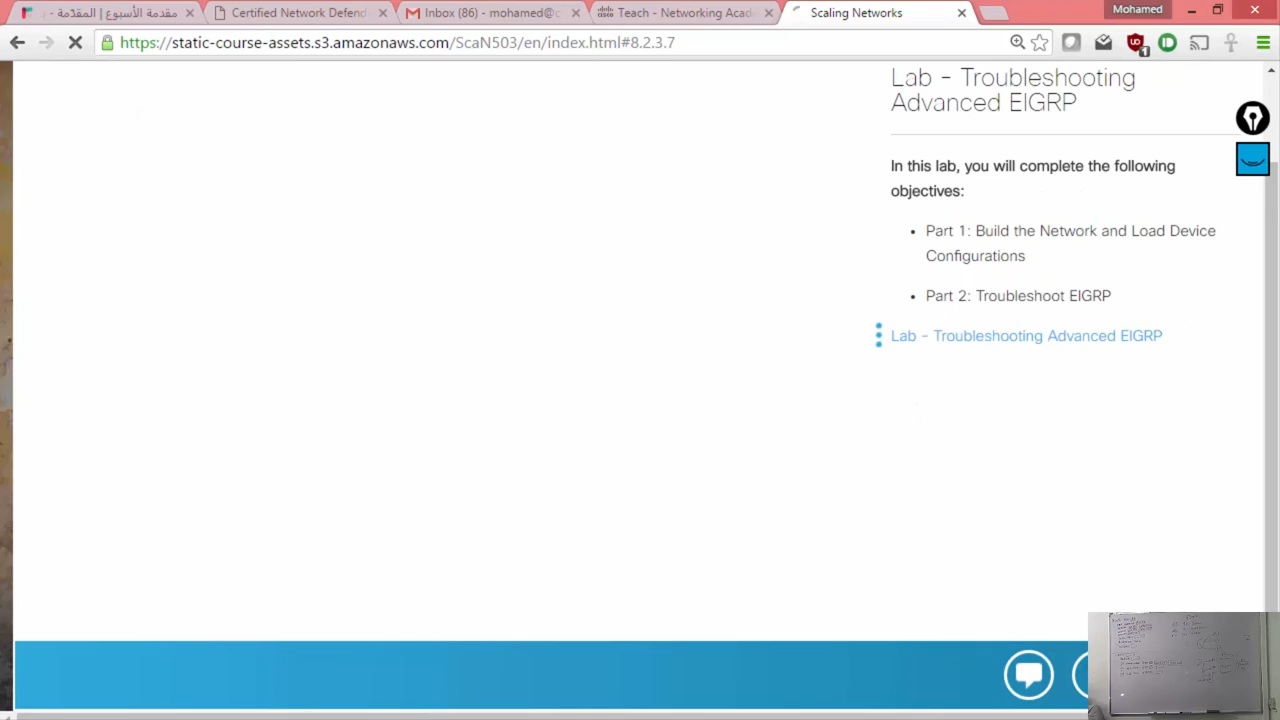 مقدمة الأسبوع | المقدّمة -
Certified Network Defend
Inbox (86) - mohamed@c
Teach - Networking Acad
Scaling Networks
Mohamed
https://static-course-assets.s3.amazonaws.com/ScaN503/en/index.html#8.2.3.7
1
Lab - Troubleshooting
Advanced EIGRP
In this lab, you will complete the following
objectives:
• Part 1: Build the Network and Load Device
Configurations
• Part 2: Troubleshoot EIGRP
Lab - Troubleshooting Advanced EIGRP